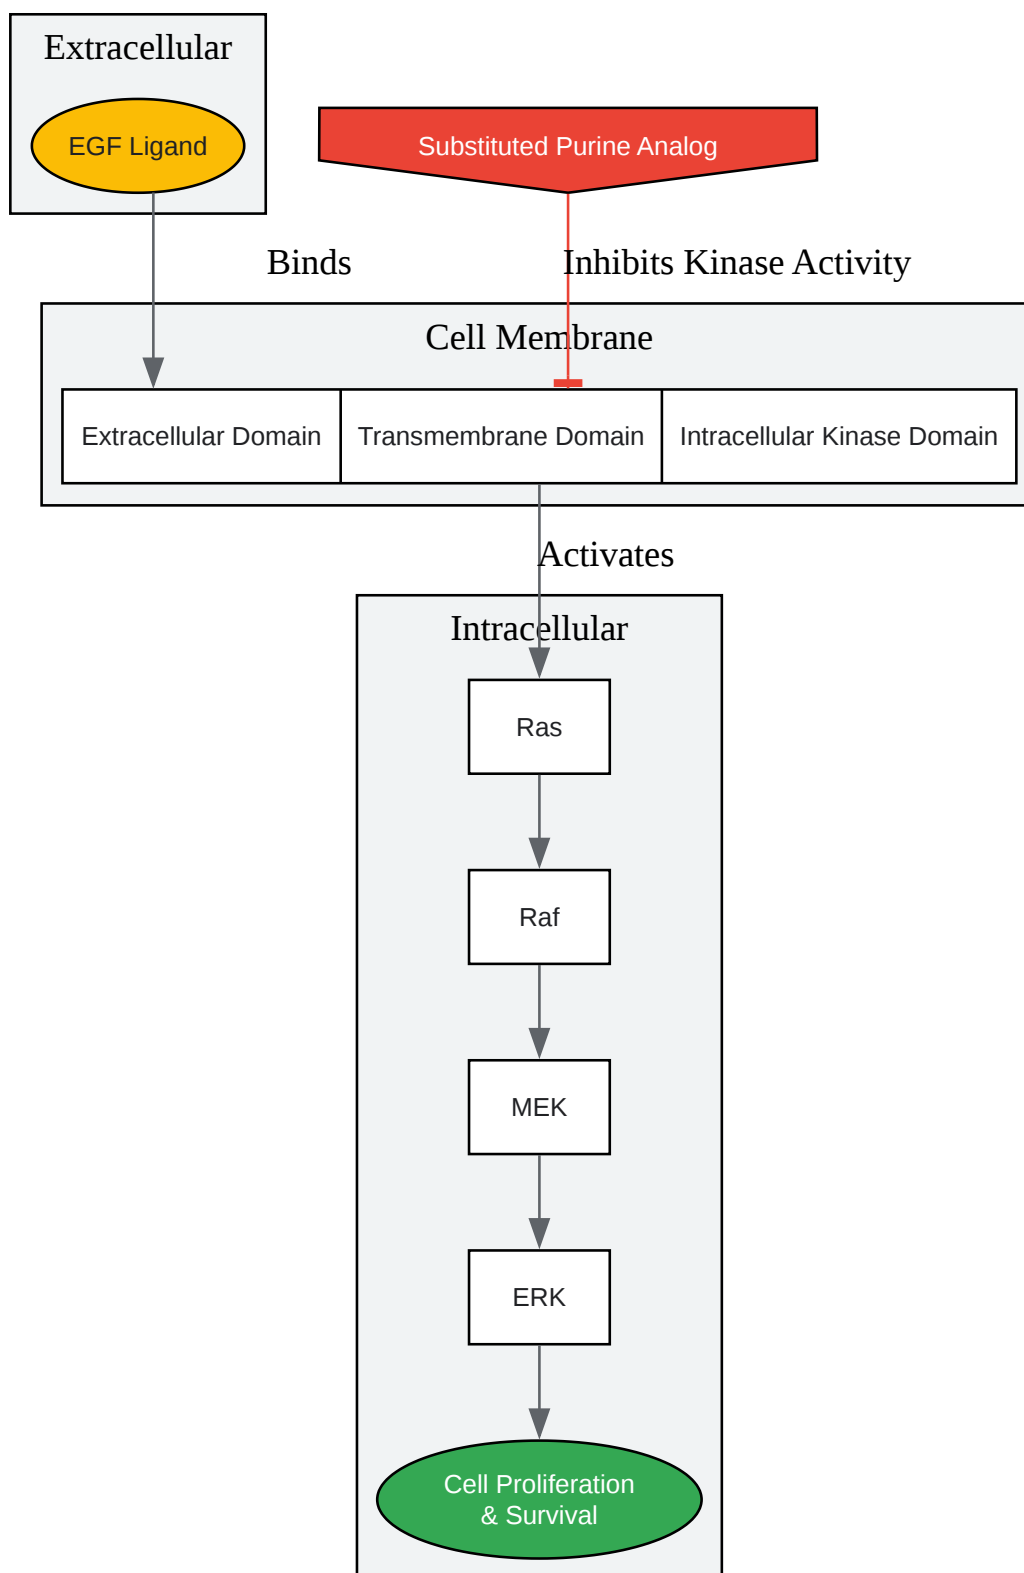 Extracellular
EGF Ligand
Substituted Purine Analog
Binds
Inhibits Kinase Activity
Cell Membrane
Extracellular Domain
Transmembrane Domain
Intracellular Kinase Domain
Activates
Intracellular
Ras
Raf
MEK
ERK
Cell Proliferation
& Survival